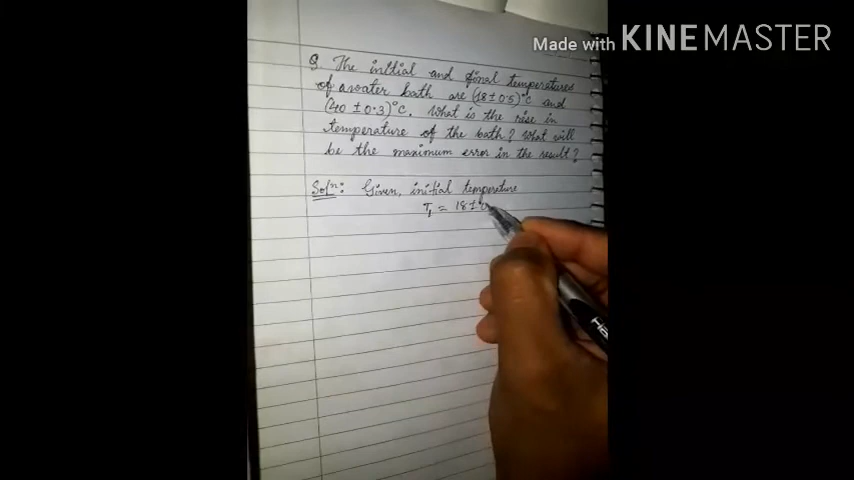 Made with KINEMASTER
Q. The initial and final temperatures
of a water bath are (18 ± 0.5)°C and
(40 ± 0.3)°C. What is the rise in
temperature of the bath? What will
be the maximum error in the result?
Solⁿ: Given, initial temperature
T₁ = 18±